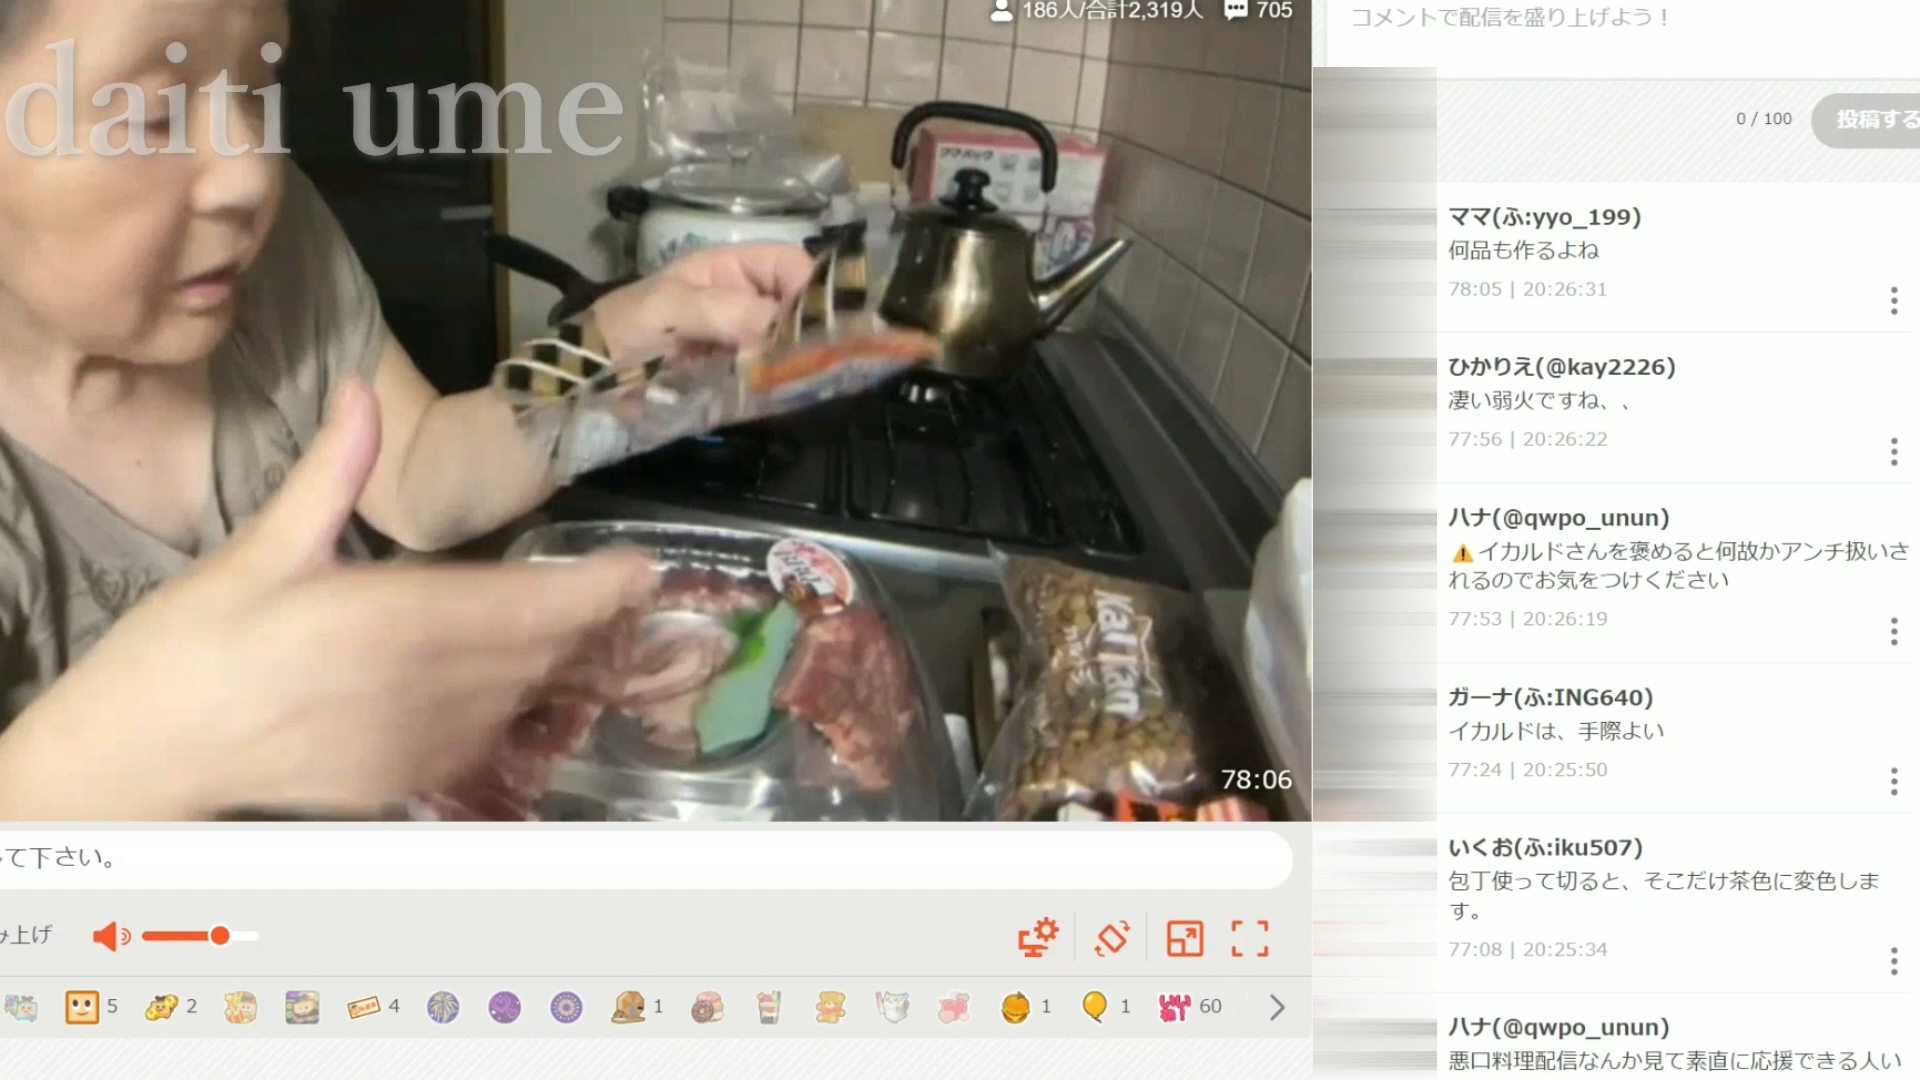 186人/合計2,319人 705
コメントで配信を盛り上げよう！
daiti ume
0 / 100 投稿する
ママ(ふ:yyo_199)
何品も作るよね
78:05 | 20:26:31
ひかりえ(@kay2226)
凄い弱火ですね、、
77:56 | 20:26:22
ハナ(@qwpo_unun)
⚠️イカルドさんを褒めると何故かアンチ扱いさ
れるのでお気をつけください
77:53 | 20:26:19
ガーナ(ふ:ING640)
イカルドは、手際よい
77:24 | 20:25:50
いくお(ふ:iku507)
包丁使って切ると、そこだけ茶色に変色しま
す。
77:08 | 20:25:34
ハナ(@qwpo_unun)
悪口料理配信なんか見て素直に応援できる人い
Kal Kan
78:06
て下さい。
み上げ
5 2 4 1 1 1 60